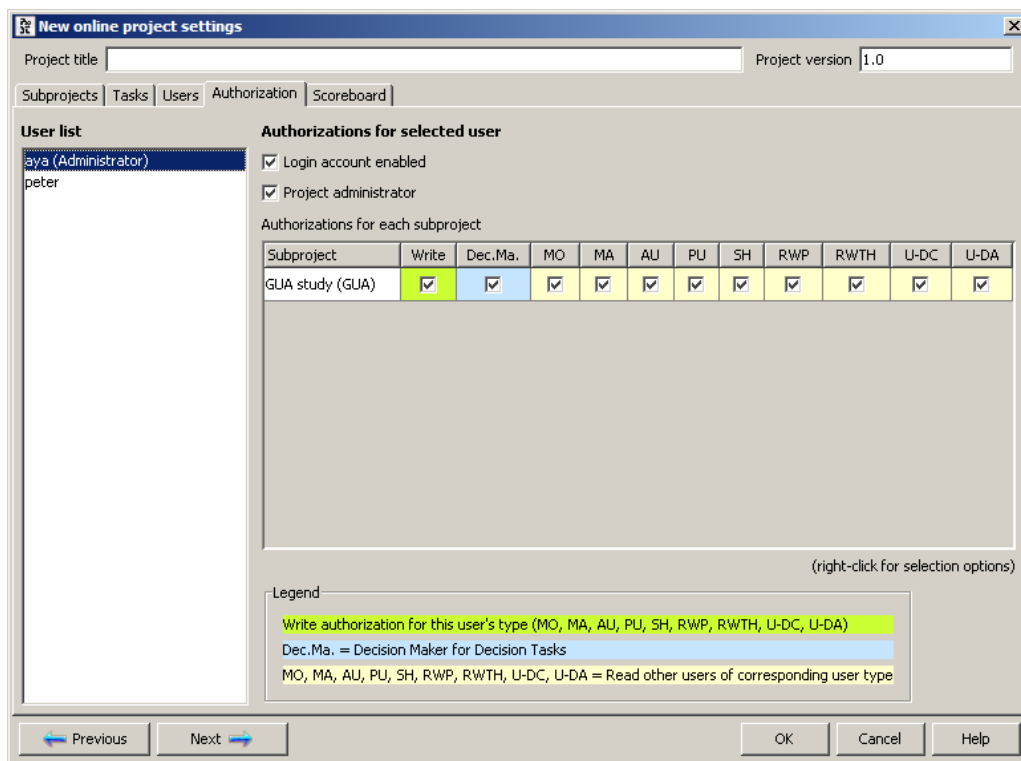 New online project settings
Project title Project version 1.0
Subprojects Tasks Users Authorization Scoreboard
User list Authorizations for selected user
aya (Administrator) Login account enabled
peter Project administrator
Authorizations for each subproject
Subproject Write Dec.Ma. MO MA AU PU SH RWP RWTH U-DC U-DA
GUA study (GUA)
(right-click for selection options)
Legend
Write authorization for this user's type (MO, MA, AU, PU, SH, RWP, RWTH, U-DC, U-DA)
Dec.Ma. = Decision Maker for Decision Tasks
MO, MA, AU, PU, SH, RWP, RWTH, U-DC, U-DA = Read other users of corresponding user type
Previous Next OK Cancel Help